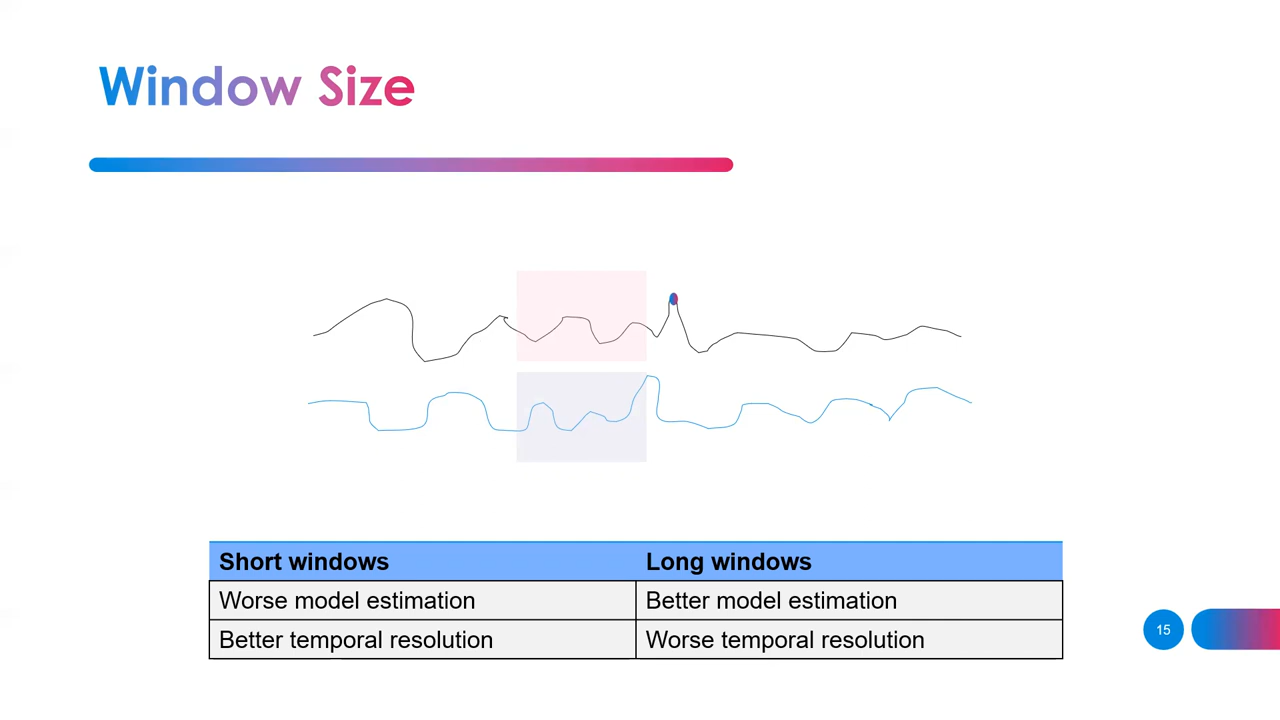 Window Size
Short windows
Long windows
Worse model estimation
Better model estimation
Better temporal resolution
Worse temporal resolution
15